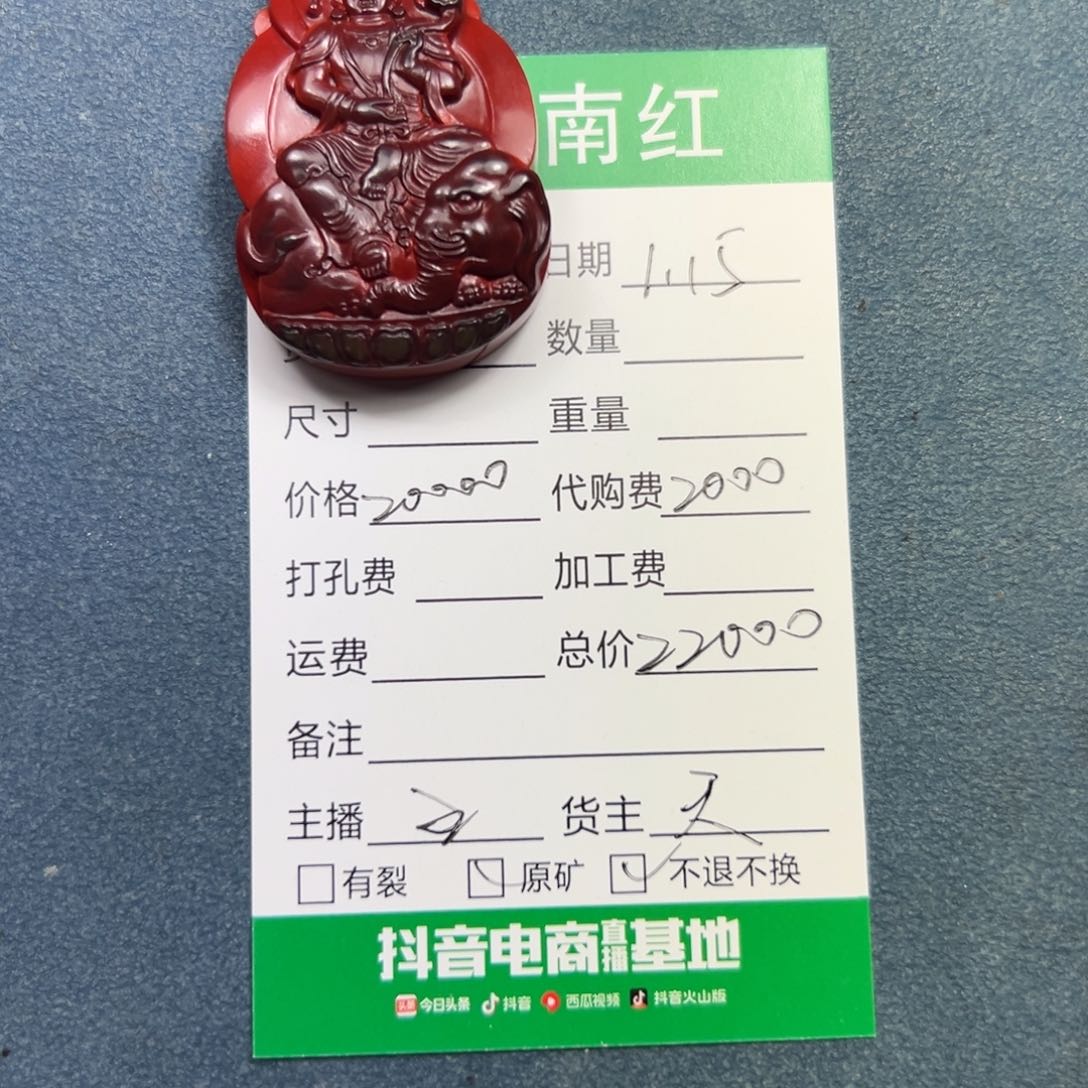 南红
日期 1.15
数量
尺寸 重量
价格 20000 代购费 2000
打孔费 加工费
运费 总价 22000
备注
主播 货主
有裂 原矿 不退不换
抖音电商直播基地
头条 今日头条 抖音 西瓜视频 抖音火山版